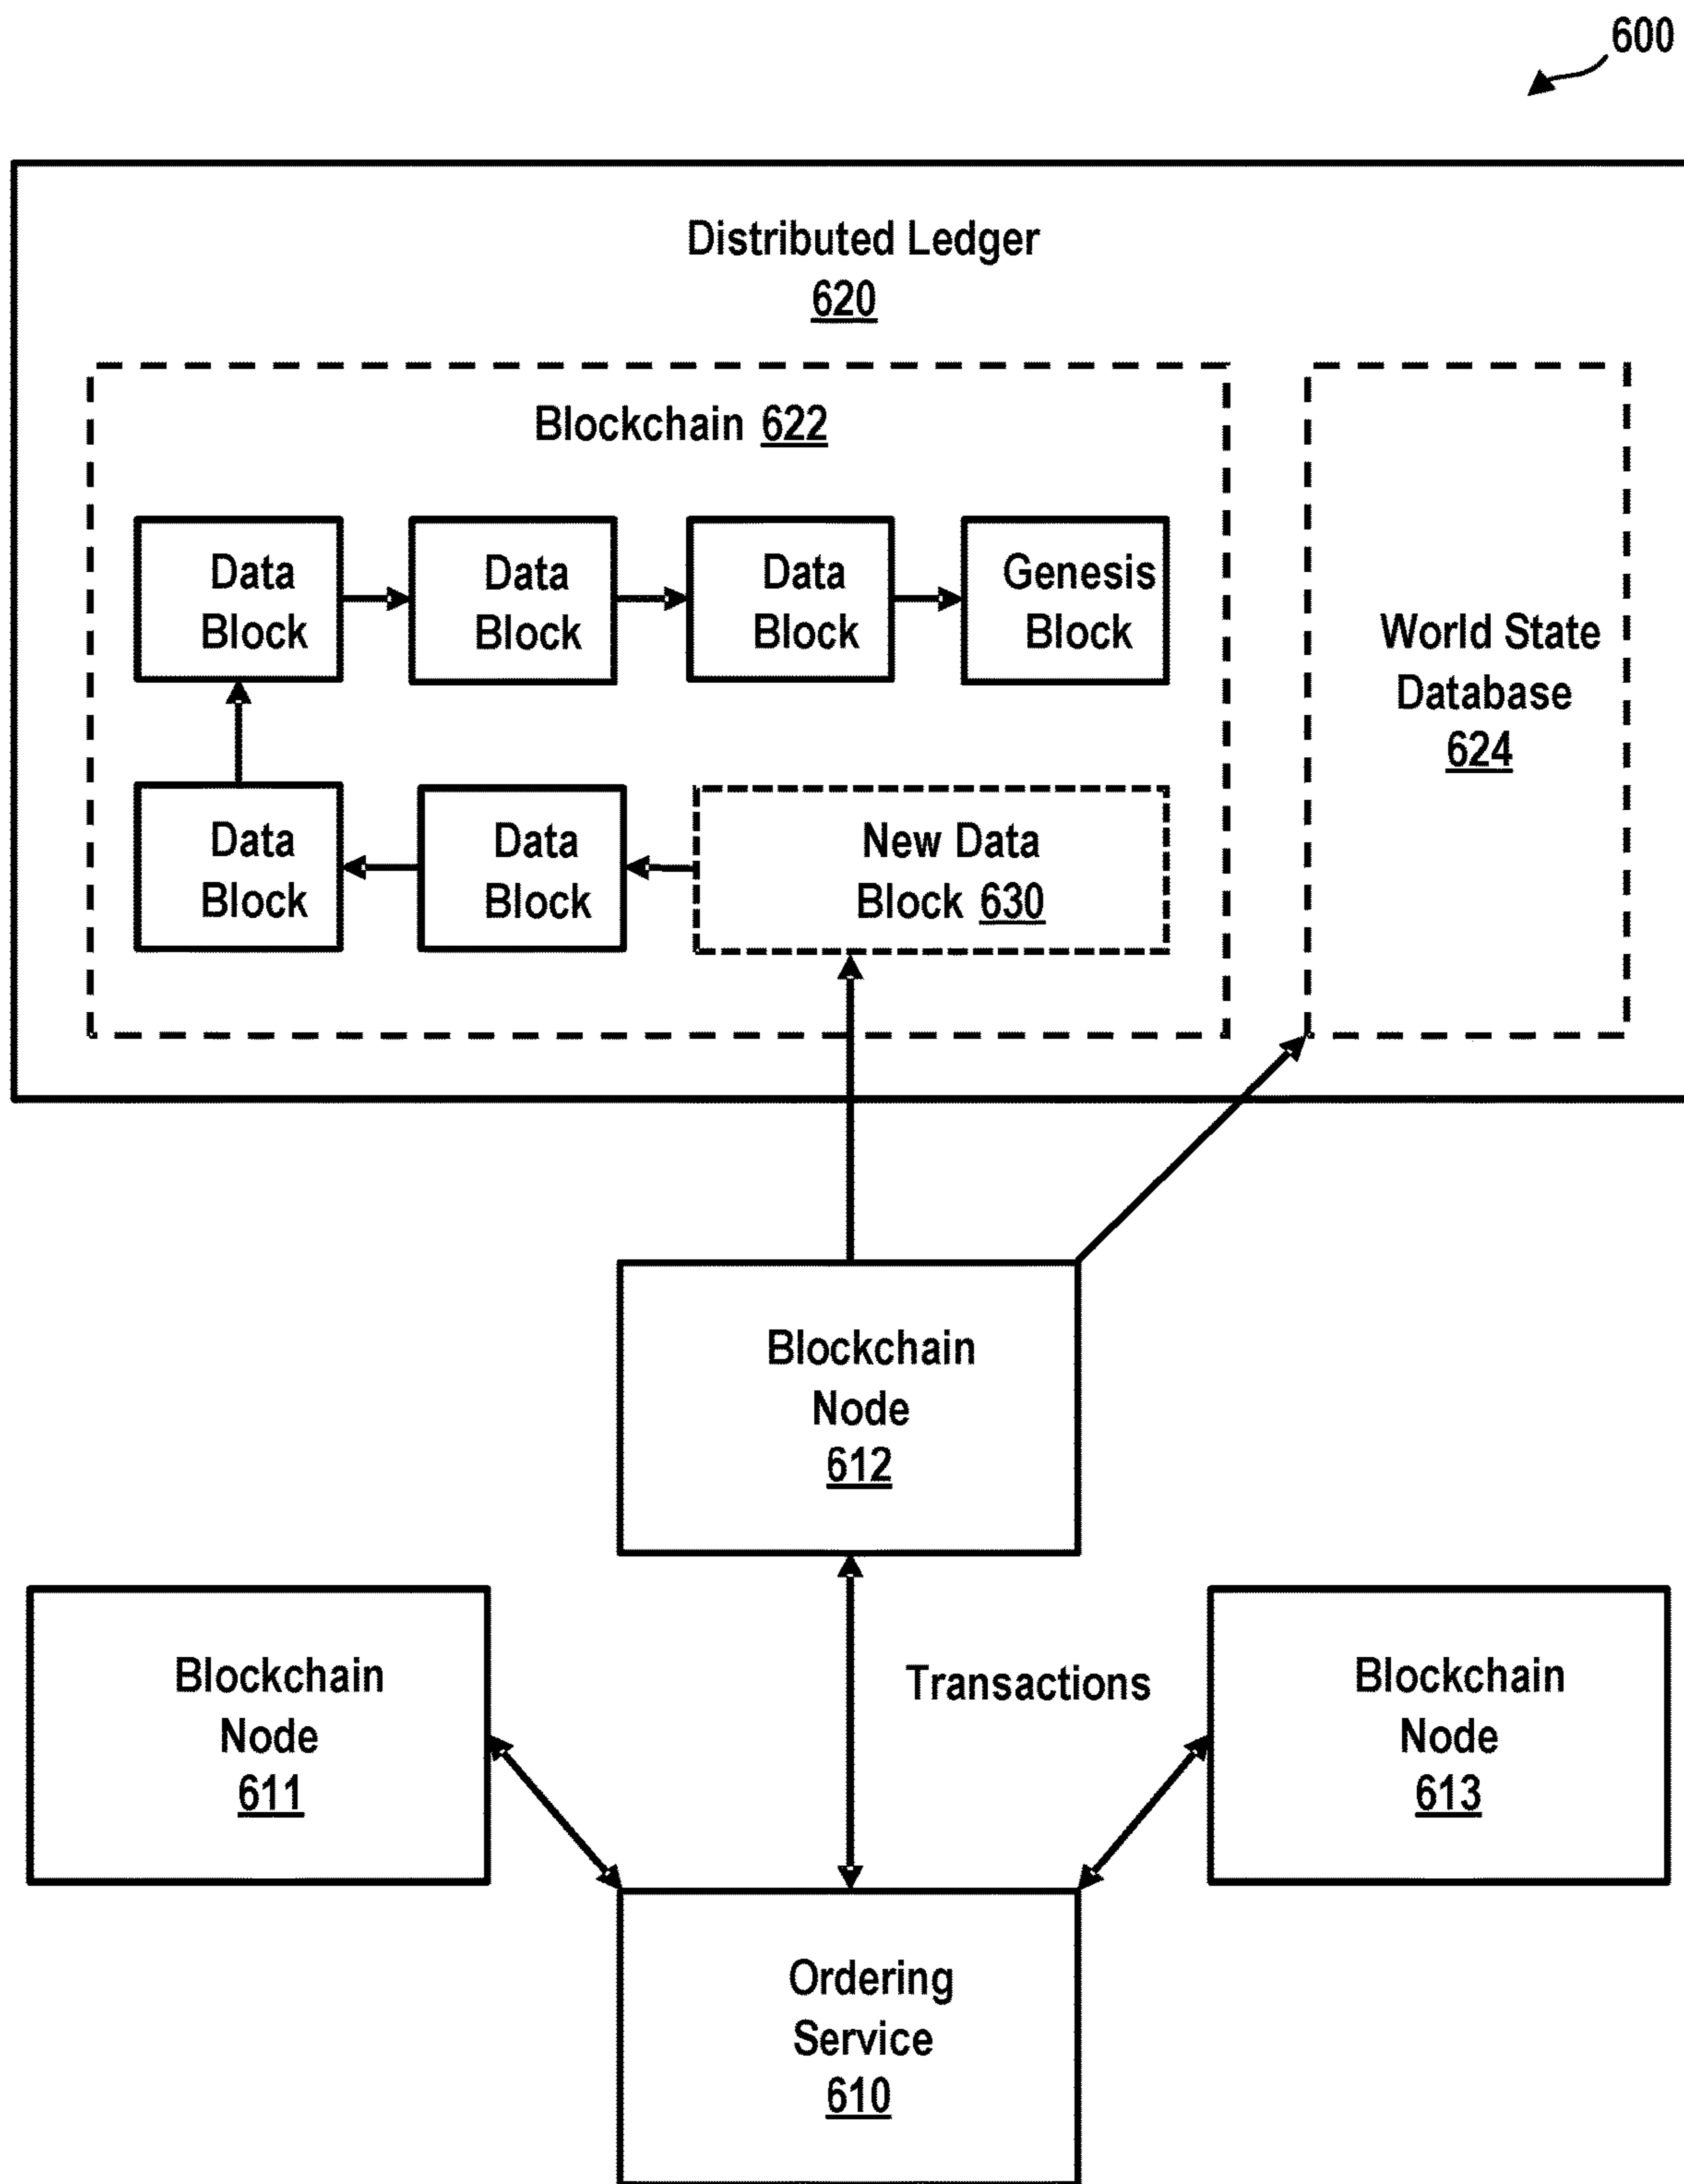 600
Distributed Ledger
620
Blockchain 622
Data
Block
Data
Block
Data
Block
Genesis
Block
World State
Database
624
Data
Block
Data
Block
New Data
Block 630
Blockchain
Node
612
Blockchain
Node
611
Transactions
Blockchain
Node
613
Ordering
Service
610